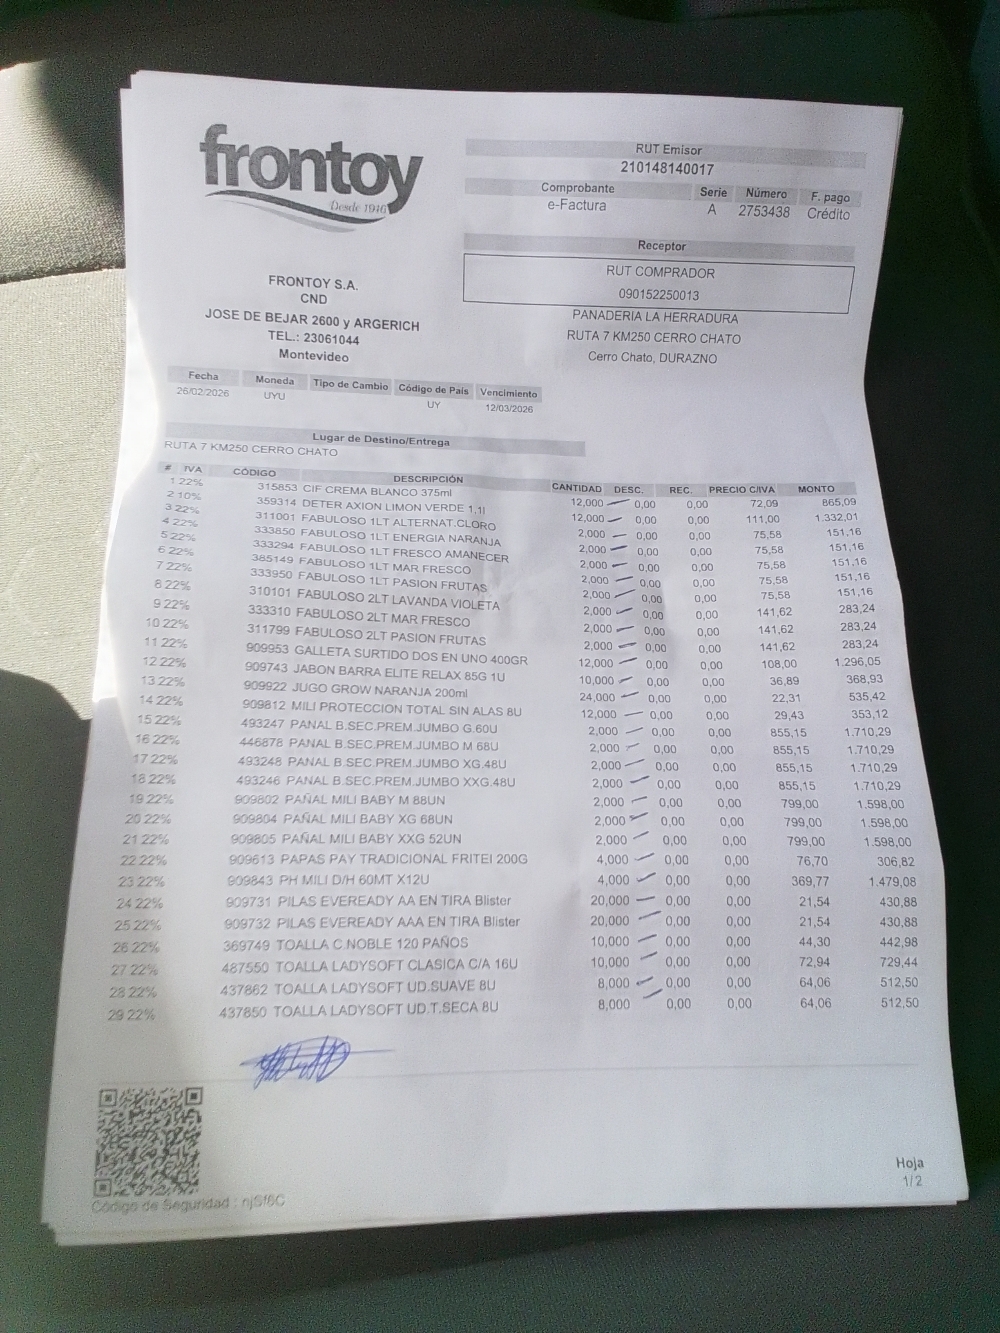 frontoy
Desde 1916
RUT Emisor
210148140017
Comprobante Serie Número F. pago
e-Factura A 2753438 Crédito
Receptor
RUT COMPRADOR
090152250013
PANADERIA LA HERRADURA
RUTA 7 KM250 CERRO CHATO
Cerro Chato, DURAZNO
FRONTOY S.A.
CND
JOSE DE BEJAR 2600 y ARGERICH
TEL.: 23061044
Montevideo
Fecha Moneda Tipo de Cambio Código de País Vencimiento
26/02/2026 UYU UY 12/03/2026
Lugar de Destino/Entrega
RUTA 7 KM250 CERRO CHATO
# IVA CÓDIGO DESCRIPCIÓN CANTIDAD DESC. REC. PRECIO C/IVA MONTO
1 22% 315853 CIF CREMA BLANCO 375ml 12,000 0,00 0,00 72,09 865,09
2 10% 359314 DETER AXION LIMON VERDE 1,1l 12,000 0,00 0,00 111,00 1.332,01
3 22% 311001 FABULOSO 1LT ALTERNAT.CLORO 2,000 0,00 0,00 75,58 151,16
4 22% 333850 FABULOSO 1LT ENERGIA NARANJA 2,000 0,00 0,00 75,58 151,16
5 22% 333294 FABULOSO 1LT FRESCO AMANECER 2,000 0,00 0,00 75,58 151,16
6 22% 385149 FABULOSO 1LT MAR FRESCO 2,000 0,00 0,00 75,58 151,16
7 22% 333950 FABULOSO 1LT PASION FRUTAS 2,000 0,00 0,00 75,58 151,16
8 22% 310101 FABULOSO 2LT LAVANDA VIOLETA 2,000 0,00 0,00 141,62 283,24
9 22% 333310 FABULOSO 2LT MAR FRESCO 2,000 0,00 0,00 141,62 283,24
10 22% 311799 FABULOSO 2LT PASION FRUTAS 2,000 0,00 0,00 141,62 283,24
11 22% 909953 GALLETA SURTIDO DOS EN UNO 400GR 12,000 0,00 0,00 108,00 1.296,05
12 22% 909743 JABON BARRA ELITE RELAX 85G 1U 10,000 0,00 0,00 36,89 368,93
13 22% 909922 JUGO GROW NARANJA 200ml 24,000 0,00 0,00 22,31 535,42
14 22% 909812 MILI PROTECCION TOTAL SIN ALAS 8U 12,000 0,00 0,00 29,43 353,12
15 22% 493247 PANAL B.SEC.PREM.JUMBO G.60U 2,000 0,00 0,00 855,15 1.710,29
16 22% 446878 PANAL B.SEC.PREM.JUMBO M 68U 2,000 0,00 0,00 855,15 1.710,29
17 22% 493248 PANAL B.SEC.PREM.JUMBO XG.48U 2,000 0,00 0,00 855,15 1.710,29
18 22% 493246 PANAL B.SEC.PREM.JUMBO XXG.48U 2,000 0,00 0,00 855,15 1.710,29
19 22% 909802 PAÑAL MILI BABY M 88UN 2,000 0,00 0,00 799,00 1.598,00
20 22% 909804 PAÑAL MILI BABY XG 68UN 2,000 0,00 0,00 799,00 1.598,00
21 22% 909805 PAÑAL MILI BABY XXG 52UN 2,000 0,00 0,00 799,00 1.598,00
22 22% 909613 PAPAS PAY TRADICIONAL FRITEI 200G 4,000 0,00 0,00 76,70 306,82
23 22% 909843 PH MILI D/H 60MT X12U 4,000 0,00 0,00 369,77 1.479,08
24 22% 909731 PILAS EVEREADY AA EN TIRA Blister 20,000 0,00 0,00 21,54 430,88
25 22% 909732 PILAS EVEREADY AAA EN TIRA Blister 20,000 0,00 0,00 21,54 430,88
26 22% 369749 TOALLA C.NOBLE 120 PAÑOS 10,000 0,00 0,00 44,30 442,98
27 22% 487550 TOALLA LADYSOFT CLASICA C/A 16U 10,000 0,00 0,00 72,94 729,44
28 22% 437862 TOALLA LADYSOFT UD.SUAVE 8U 8,000 0,00 0,00 64,06 512,50
29 22% 437850 TOALLA LADYSOFT UD.T.SECA 8U 8,000 0,00 0,00 64,06 512,50
Hoja
1/2
Código de Seguridad : njSf6C